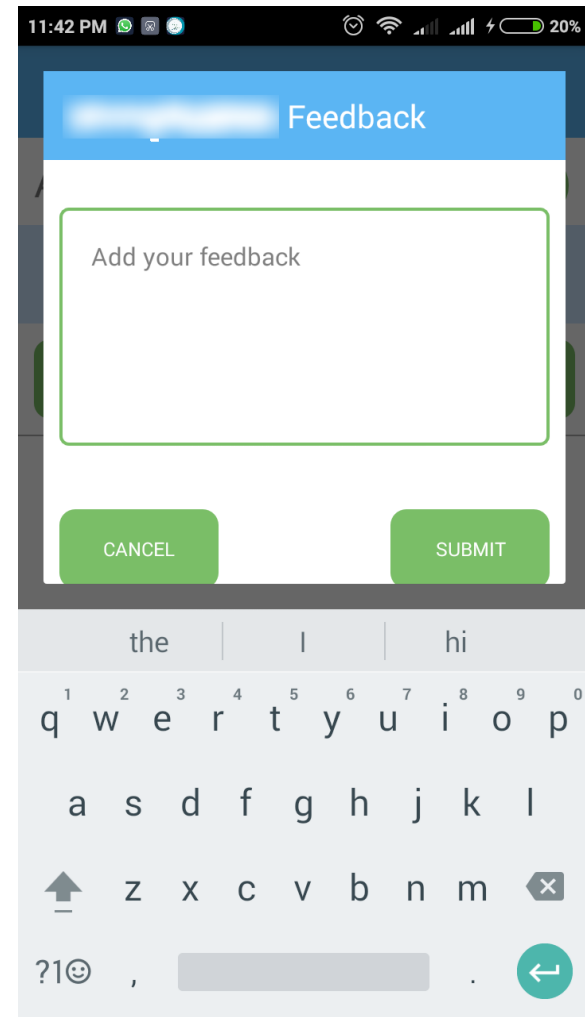 11:42 PM 20%
Feedback
Add your feedback
CANCEL SUBMIT
the I hi
1 2 3 4 5 6 7 8 9 0
q w e r t y u i o p
a s d f g h j k l
z x c v b n m
?1☺ , .